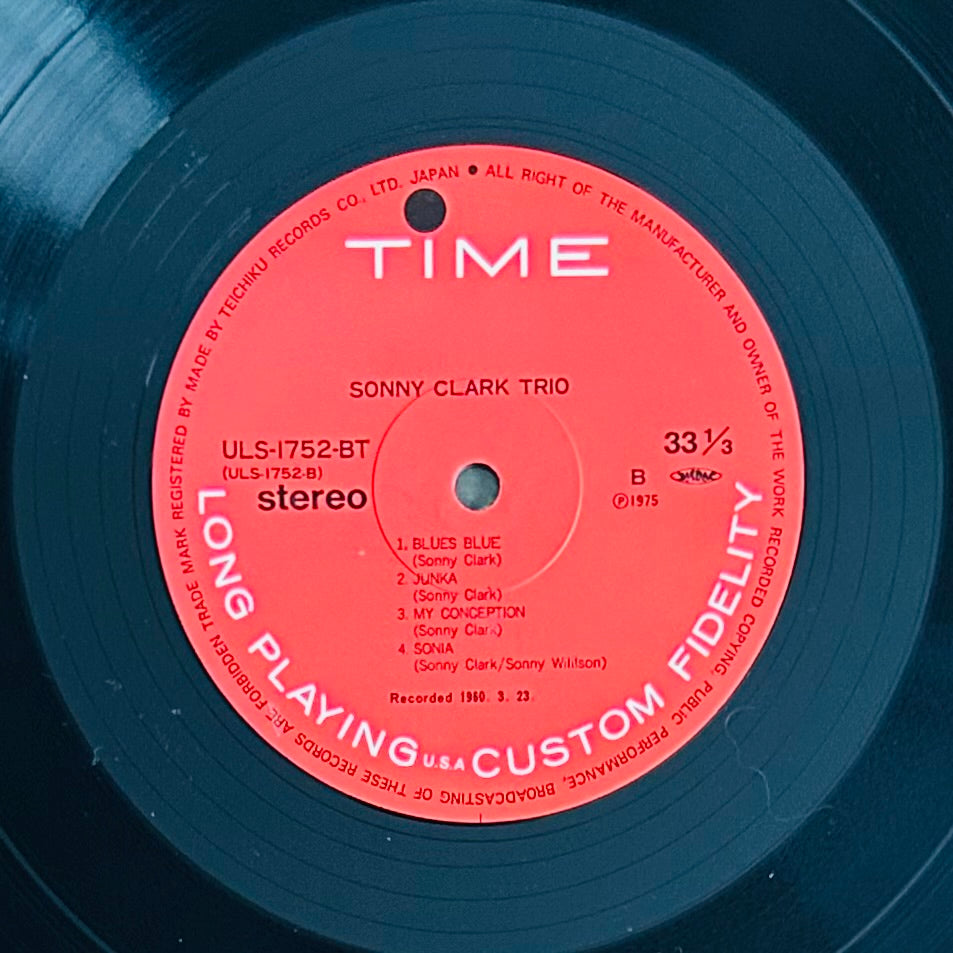 REGISTERED BY MADE BY TEICHIKU RECORDS CO., LTD. JAPAN • ALL RIGHT OF THE MANUFACTURER AND OWNER OF THE WORK RECORDED COPYING, PUBLIC PERFORMANCE, BROADCASTING OF THESE RECORDS ARE FORBIDDEN TRADE MARK
TIME
SONNY CLARK TRIO
ULS-1752-BT
33 1/3
(ULS-1752-B)
B
stereo
Ⓟ1975
1. BLUES BLUE
(Sonny Clark)
2. JUNKA
(Sonny Clark)
3. MY CONCEPTION
(Sonny Clark)
4. SONIA
(Sonny Clark/Sonny Willson)
Recorded 1960. 3. 23.
LONG PLAYING U.S.A CUSTOM FIDELITY